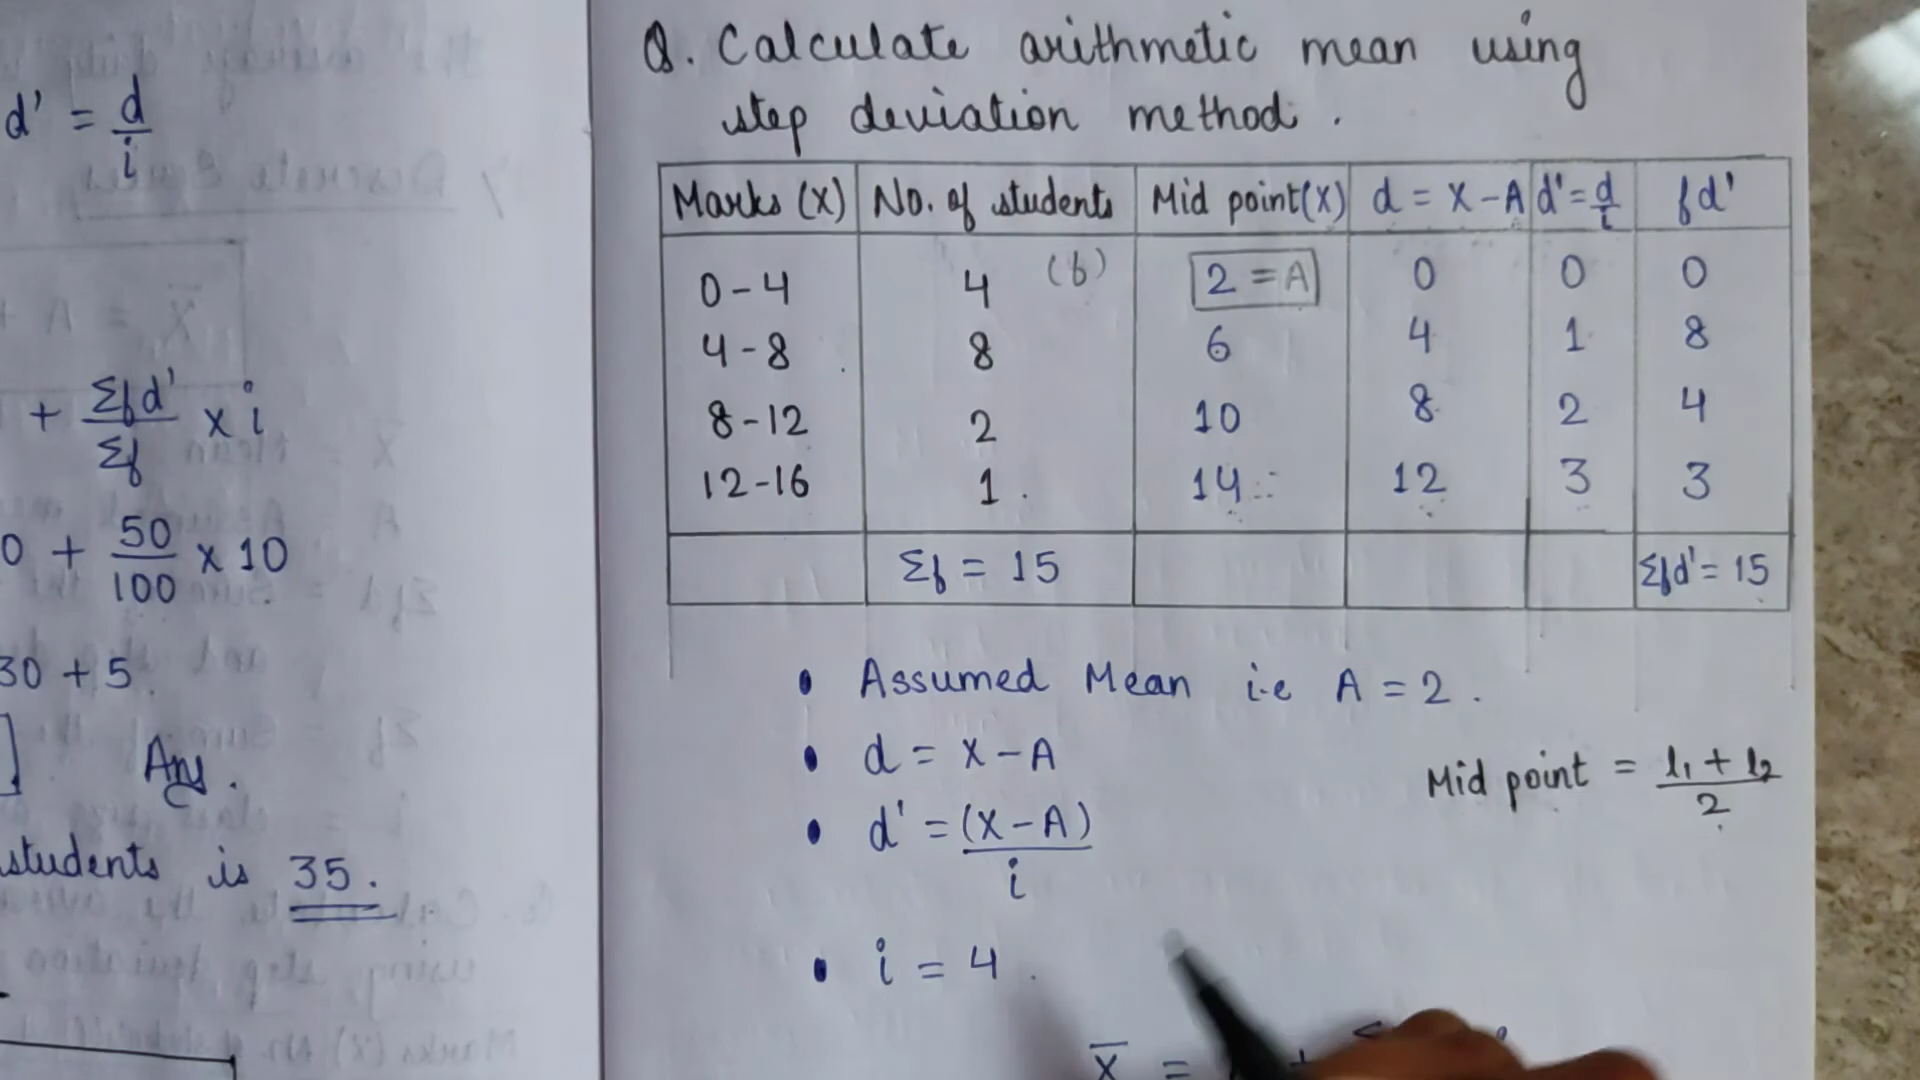 d' = d/i
+ Σfd'/Σf x i
0 + 50/100 x 10
30 + 5
] Ans.
students is 35.
Q. Calculate arithmetic mean using
step deviation method.
Marks (X) No. of students Mid point(X) d = X-A d'=d/i fd'
0-4 4 (f) 2 = A 0 0 0
4-8 8 6 4 1 8
8-12 2 10 8 2 4
12-16 1 14 12 3 3
Σf = 15 Σfd' = 15
• Assumed Mean i.e A = 2.
• d = X - A
Mid point = l₁ + l₂/2
• d' = (X - A)/i
• i = 4
X̄ =